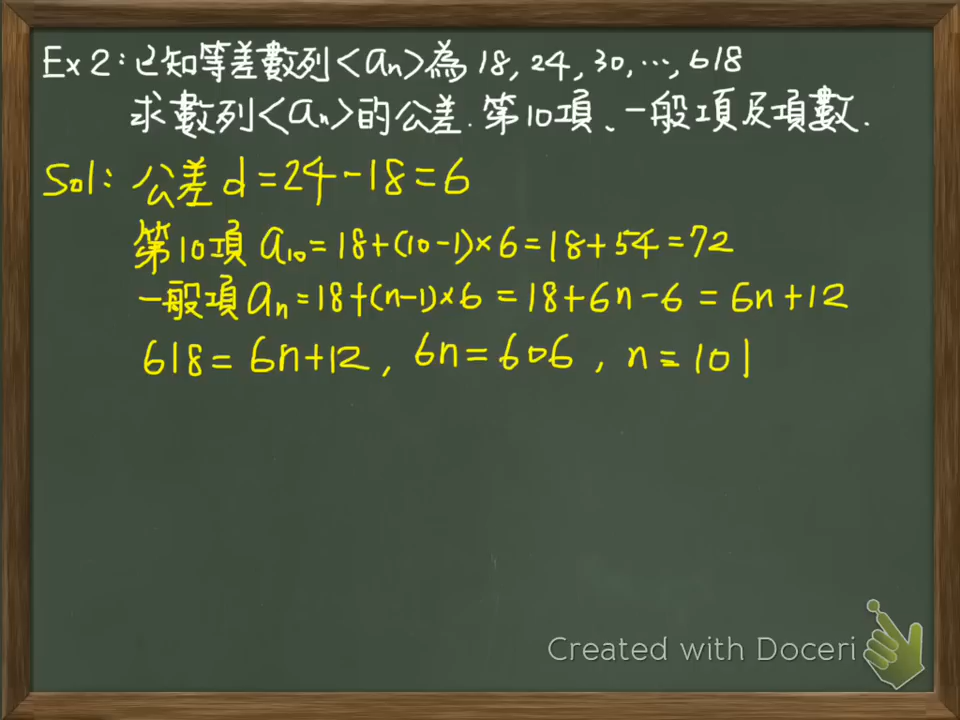 Ex 2:已知等差數列<aₙ>為 18, 24, 30, ⋯, 618
求數列<aₙ>的公差.第10項、一般項及項數.
Sol: 公差 d = 24 - 18 = 6
第10項 a₁₀ = 18 + (10 - 1) × 6 = 18 + 54 = 72
一般項 aₙ = 18 + (n - 1) × 6 = 18 + 6n - 6 = 6n + 12
618 = 6n + 12 , 6n = 606 , n = 101
Created with Doceri